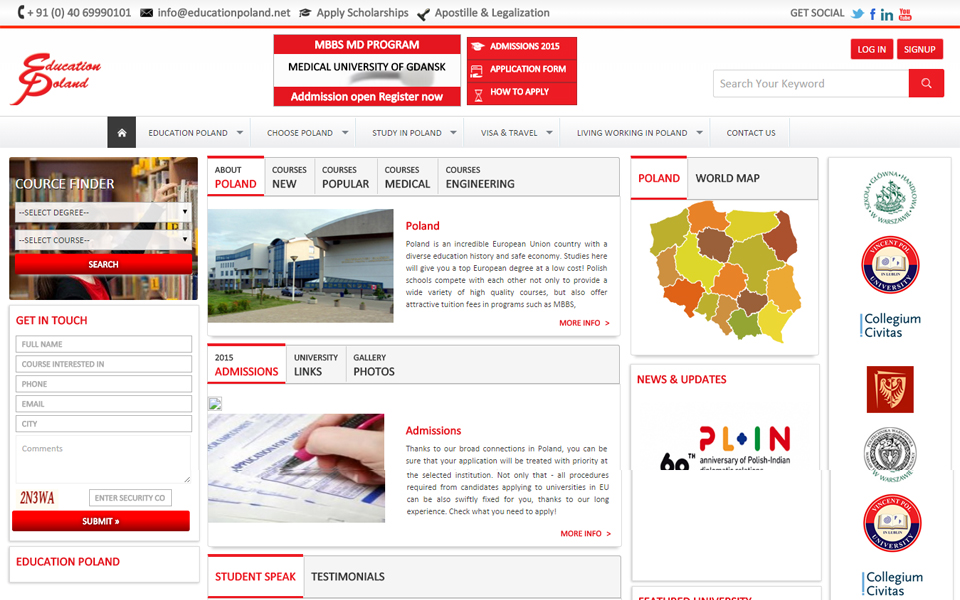 + 91 (0) 40 69990101 info@educationpoland.net Apply Scholarships Apostille & Legalization GET SOCIAL
You
Tube
Education
Poland
MBBS MD PROGRAM
MEDICAL UNIVERSITY OF GDANSK
Addmission open Register now
ADMISSIONS 2015
APPLICATION FORM
HOW TO APPLY
LOG IN SIGNUP
Search Your Keyword
EDUCATION POLAND CHOOSE POLAND STUDY IN POLAND VISA & TRAVEL LIVING WORKING IN POLAND CONTACT US
COURCE FINDER
--SELECT DEGREE--
--SELECT COURSE--
SEARCH
GET IN TOUCH
FULL NAME
COURSE INTERESTED IN
PHONE
EMAIL
CITY
Comments
2N3WA ENTER SECURITY CO
SUBMIT »
EDUCATION POLAND
ABOUT
POLAND
COURSES
NEW
COURSES
POPULAR
COURSES
MEDICAL
COURSES
ENGINEERING
Poland
Poland is an incredible European Union country with a
diverse education history and safe economy. Studies here
will give you a top European degree at a low cost! Polish
schools compete with each other not only to provide a
wide variety of high quality courses, but also offer
attractive tuition fees in programs such as MBBS,
MORE INFO >
2015
ADMISSIONS
UNIVERSITY
LINKS
GALLERY
PHOTOS
Admissions
Thanks to our broad connections in Poland, you can be
sure that your application will be treated with priority at
the selected institution. Not only that - all procedures
required from candidates applying to universities in EU
can be also swiftly fixed for you, thanks to our long
experience. Check what you need to apply!
MORE INFO >
STUDENT SPEAK TESTIMONIALS
POLAND WORLD MAP
NEWS & UPDATES
PL IN
60TH anniversary of Polish-Indian
diplomatic relations
FEATURED UNIVERSITY
SZKOŁA GŁÓWNA HANDLOWA
W WARSZAWIE
VINCENT POL
IN LUBLIN
UNIVERSITY
Collegium
Civitas
W WARSZAWIE
VINCENT POL
IN LUBLIN
UNIVERSITY
Collegium
Civitas